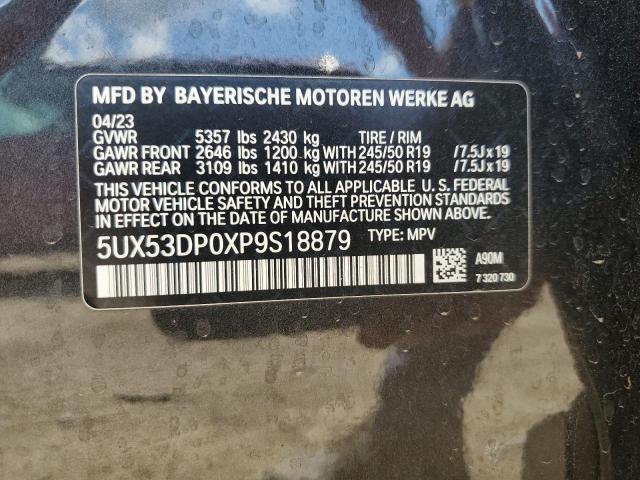 MFD BY BAYERISCHE MOTOREN WERKE AG
04/23
GVWR 5357 lbs 2430 kg TIRE / RIM
GAWR FRONT 2646 lbs 1200 kg WITH 245/50 R19 /7.5J x 19
GAWR REAR 3109 lbs 1410 kg WITH 245/50 R19 /7.5J x 19
THIS VEHICLE CONFORMS TO ALL APPLICABLE U. S. FEDERAL
MOTOR VEHICLE SAFETY AND THEFT PREVENTION STANDARDS
IN EFFECT ON THE DATE OF MANUFACTURE SHOWN ABOVE.
5UX53DP0XP9S18879 TYPE: MPV
A90M
7 320 730